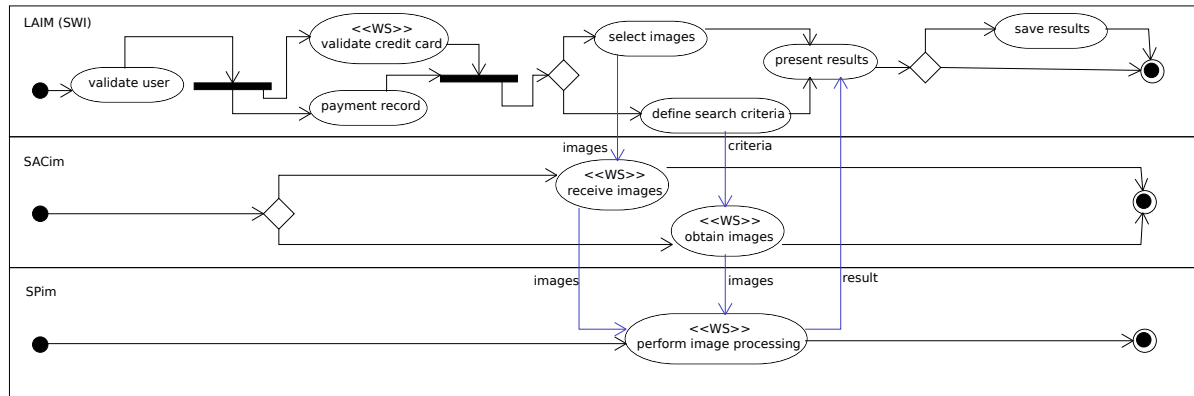 LAIM (SWI)
validate user
<<WS>>
validate credit card
payment record
select images
define search criteria
present results
save results
images
criteria
SACim
<<WS>>
receive images
<<WS>>
obtain images
images
images
result
SPim
<<WS>>
perform image processing